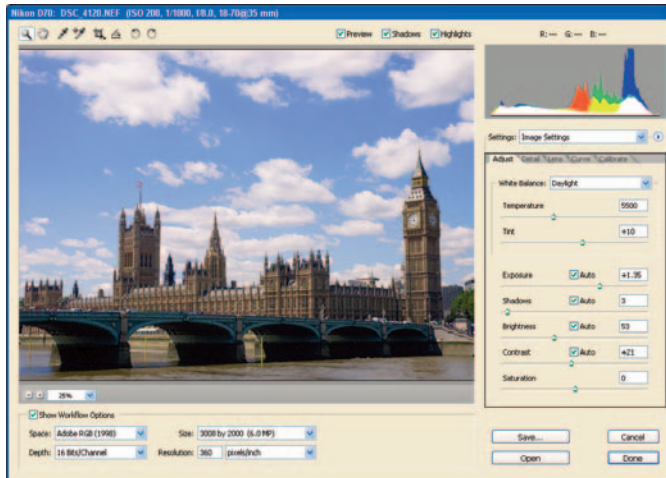 Nikon D70: DSC_4120.NEF (ISO 200, 1/1000, f/8.0, 18-70@35 mm)
Preview Shadows Highlights R: --- G: --- B: ---
Settings: Image Settings
Adjust Detail Lens Curve Calibrate
White Balance: Daylight
Temperature 5500
Tint +10
Exposure Auto +1.35
Shadows Auto 3
Brightness Auto 53
Contrast Auto +21
Saturation 0
25%
Show Workflow Options
Space: Adobe RGB (1998) Size: 3008 by 2000 (6.0 MP)
Depth: 16 Bits/Channel Resolution: 360 pixels/inch
Save... Cancel
Open Done